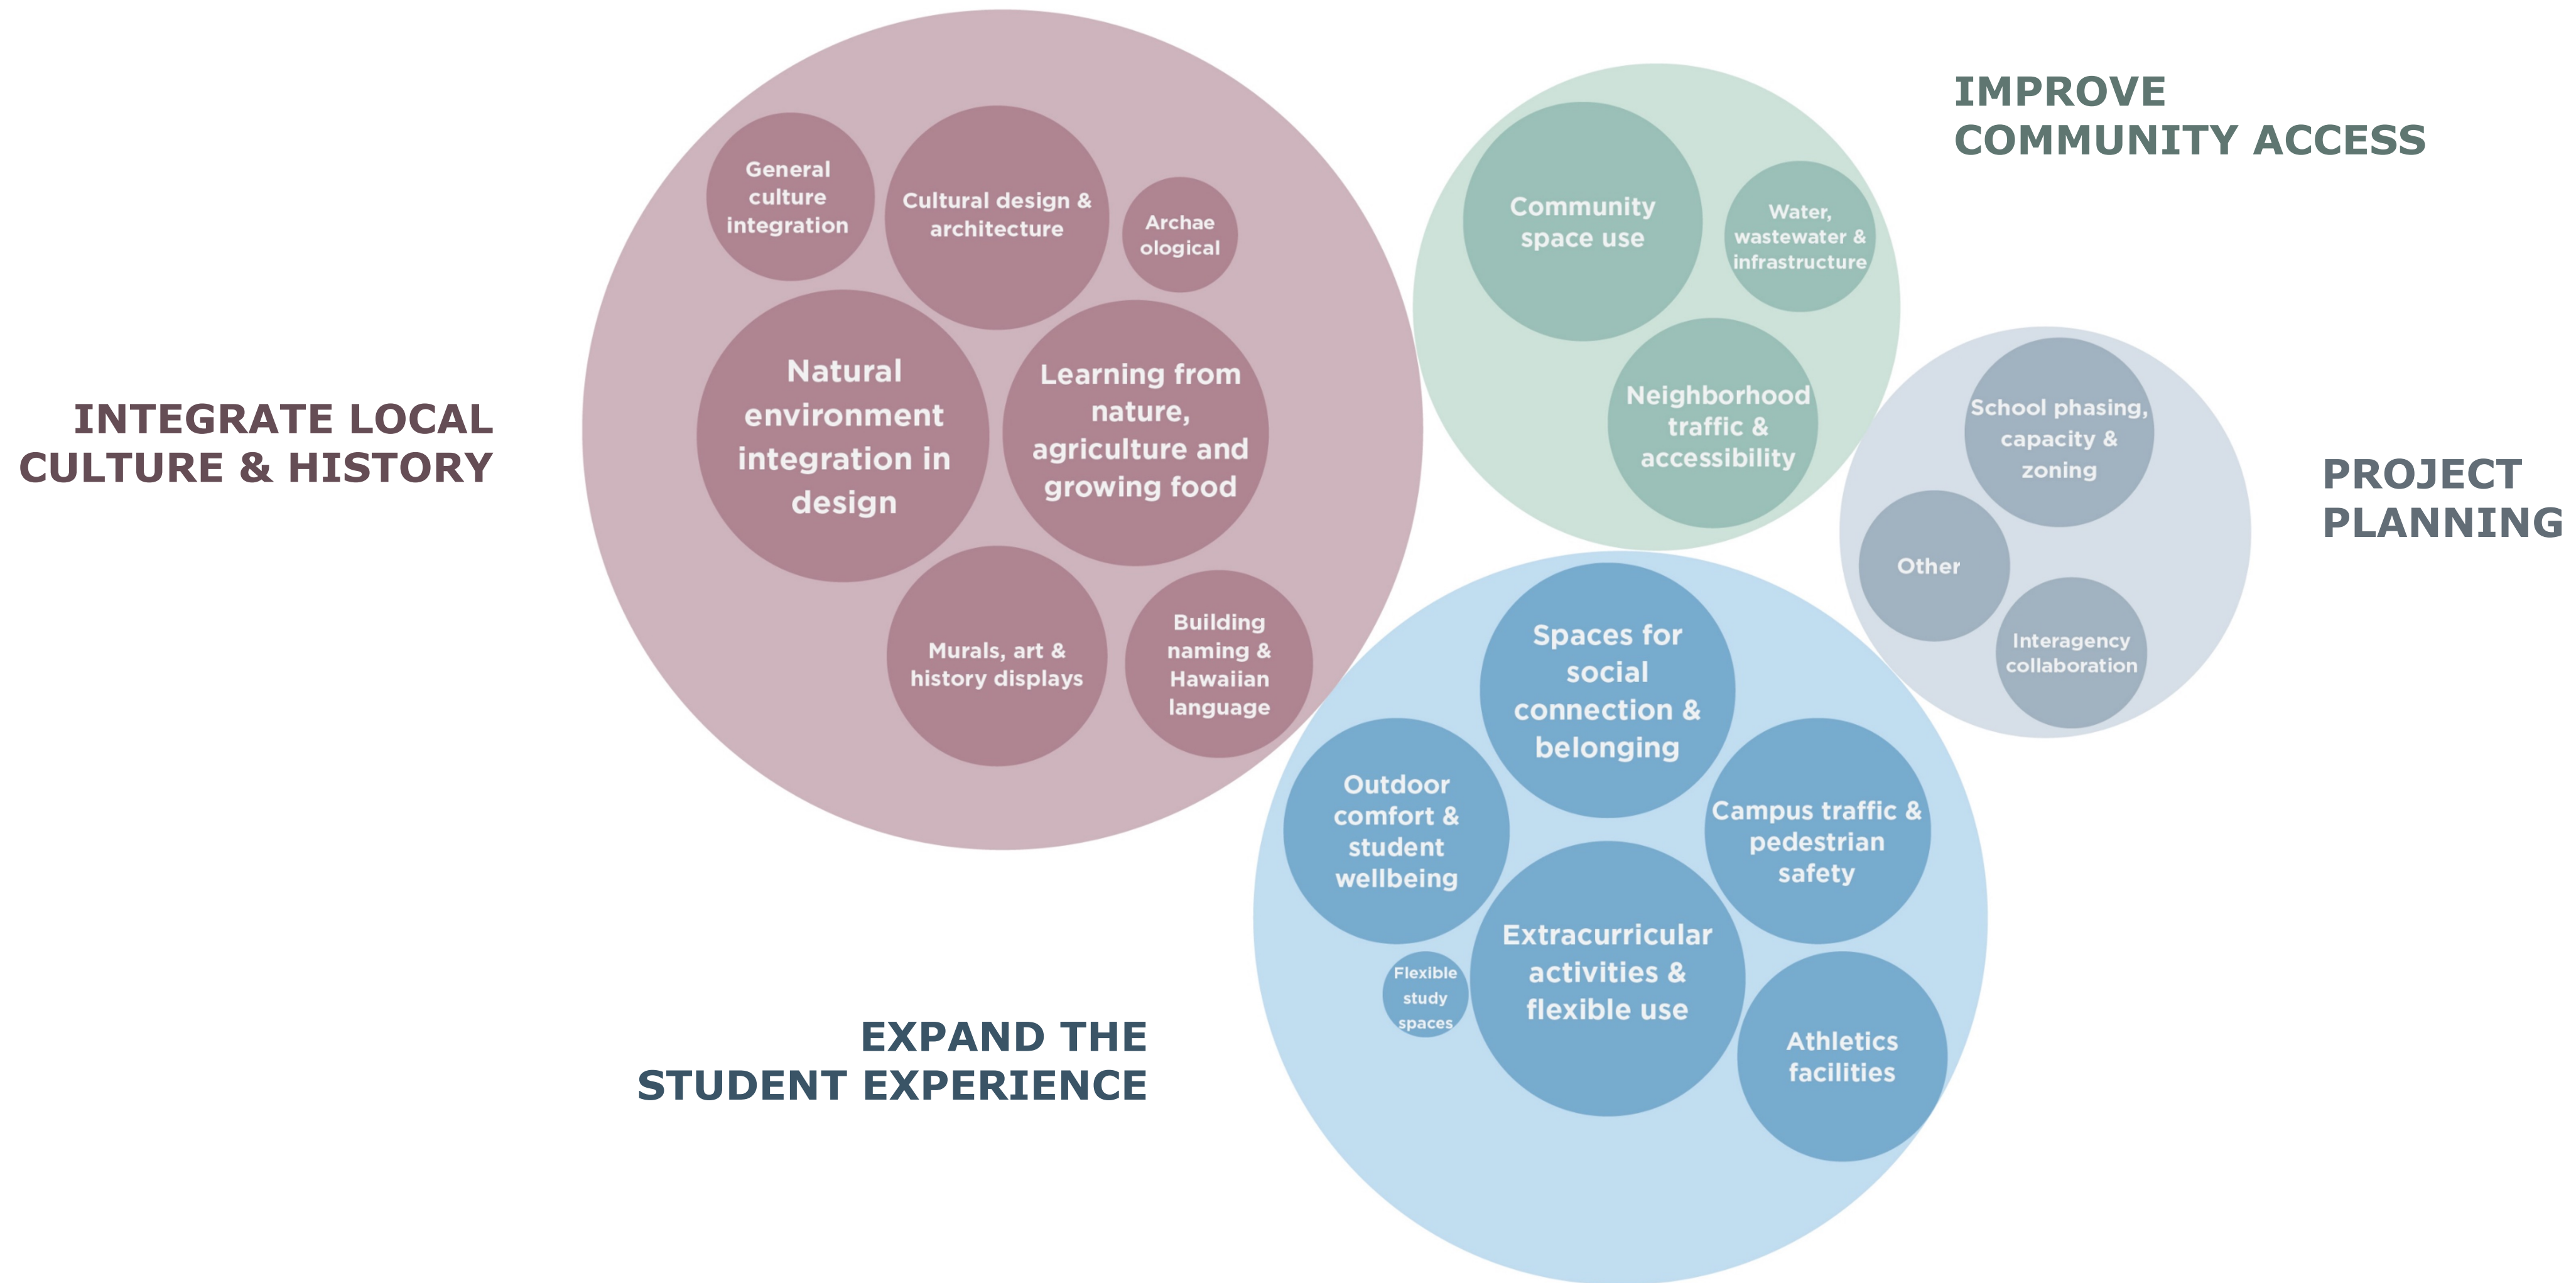 INTEGRATE LOCAL
CULTURE & HISTORY
General
culture
integration
Cultural design &
architecture
Archae
ological
Natural
environment
integration in
design
Learning from
nature,
agriculture and
growing food
Murals, art &
history displays
Building
naming &
Hawaiian
language
IMPROVE
COMMUNITY ACCESS
Community
space use
Water,
wastewater &
infrastructure
Neighborhood
traffic &
accessibility
PROJECT
PLANNING
School phasing,
capacity &
zoning
Other
Interagency
collaboration
EXPAND THE
STUDENT EXPERIENCE
Spaces for
social
connection &
belonging
Outdoor
comfort &
student
wellbeing
Campus traffic &
pedestrian
safety
Flexible
study
spaces
Extracurricular
activities &
flexible use
Athletics
facilities